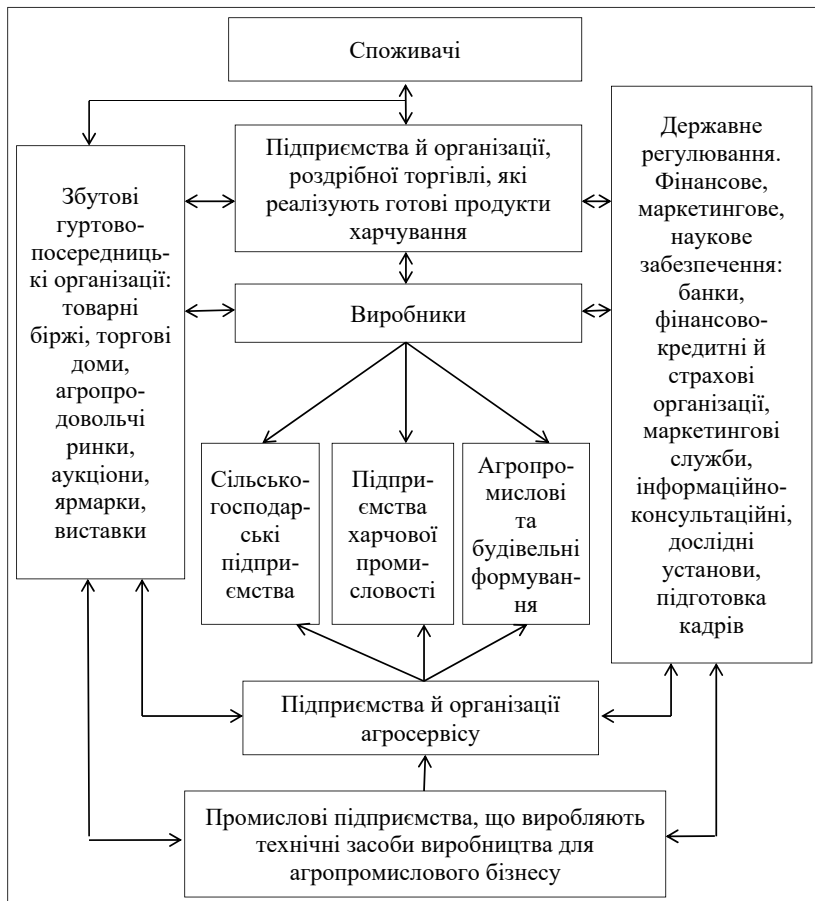 Споживачі
Підприємства й організації,
роздрібної торгівлі, які
реалізують готові продукти
харчування
Збутові
гуртово-
посередниць-
кі організації:
товарні
біржі, торгові
доми,
агропро-
довольчі
ринки,
аукціони,
ярмарки,
виставки
Державне
регулювання.
Фінансове,
маркетингове,
наукове
забезпечення:
банки,
фінансово-
кредитні й
страхові
організації,
маркетингові
служби,
інформаційно-
консультаційні,
дослідні
установи,
підготовка
кадрів
Виробники
Сільсько-
господар-
ські
підпри-
ємства
Підпри-
ємства
харчової
проми-
словості
Агропро-
мислові
та
будівельні
формуван-
ня
Підприємства й організації
агросервісу
Промислові підприємства, що виробляють
технічні засоби виробництва для
агропромислового бізнесу